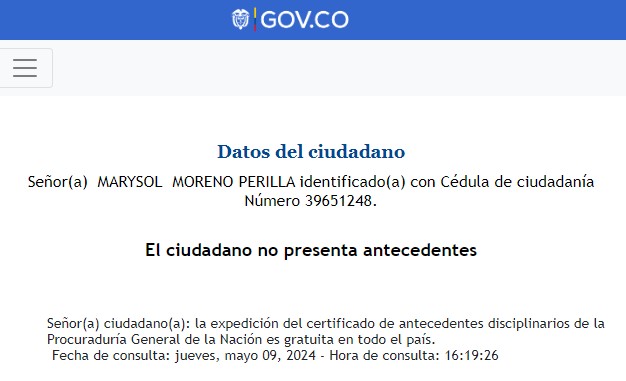 GOV.CO
Datos del ciudadano
Señor(a) MARYSOL MORENO PERILLA identificado(a) con Cédula de ciudadanía
Número 39651248.
El ciudadano no presenta antecedentes
Señor(a) ciudadano(a): la expedición del certificado de antecedentes disciplinarios de la
Procuraduría General de la Nación es gratuita en todo el país.
Fecha de consulta: jueves, mayo 09, 2024 - Hora de consulta: 16:19:26